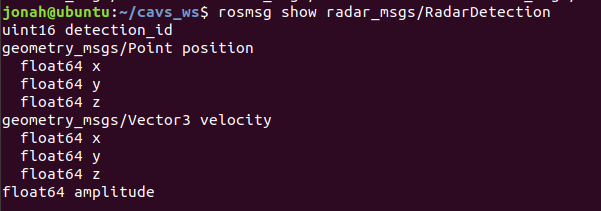 jonah@ubuntu:~/cavs_ws$ rosmsg show radar_msgs/RadarDetection
uint16 detection_id
geometry_msgs/Point position
  float64 x
  float64 y
  float64 z
geometry_msgs/Vector3 velocity
  float64 x
  float64 y
  float64 z
float64 amplitude